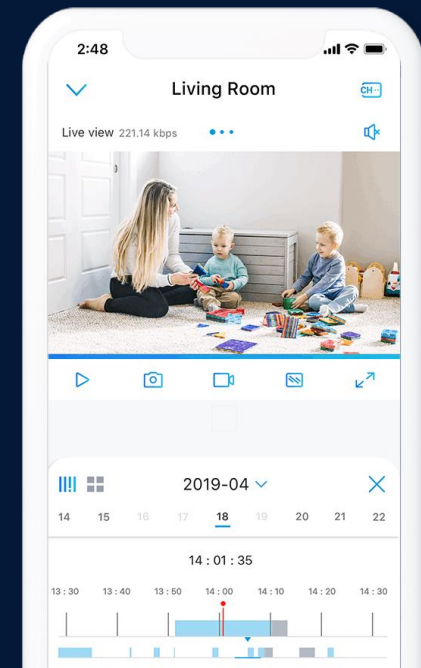 2:48
Living Room
CH
Live view 221.14 kbps
2019-04
14 15 16 17 18 19 20 21 22
14 : 01 : 35
13 : 30 13 : 40 13 : 50 14 : 00 14 : 10 14 : 20 14 : 30